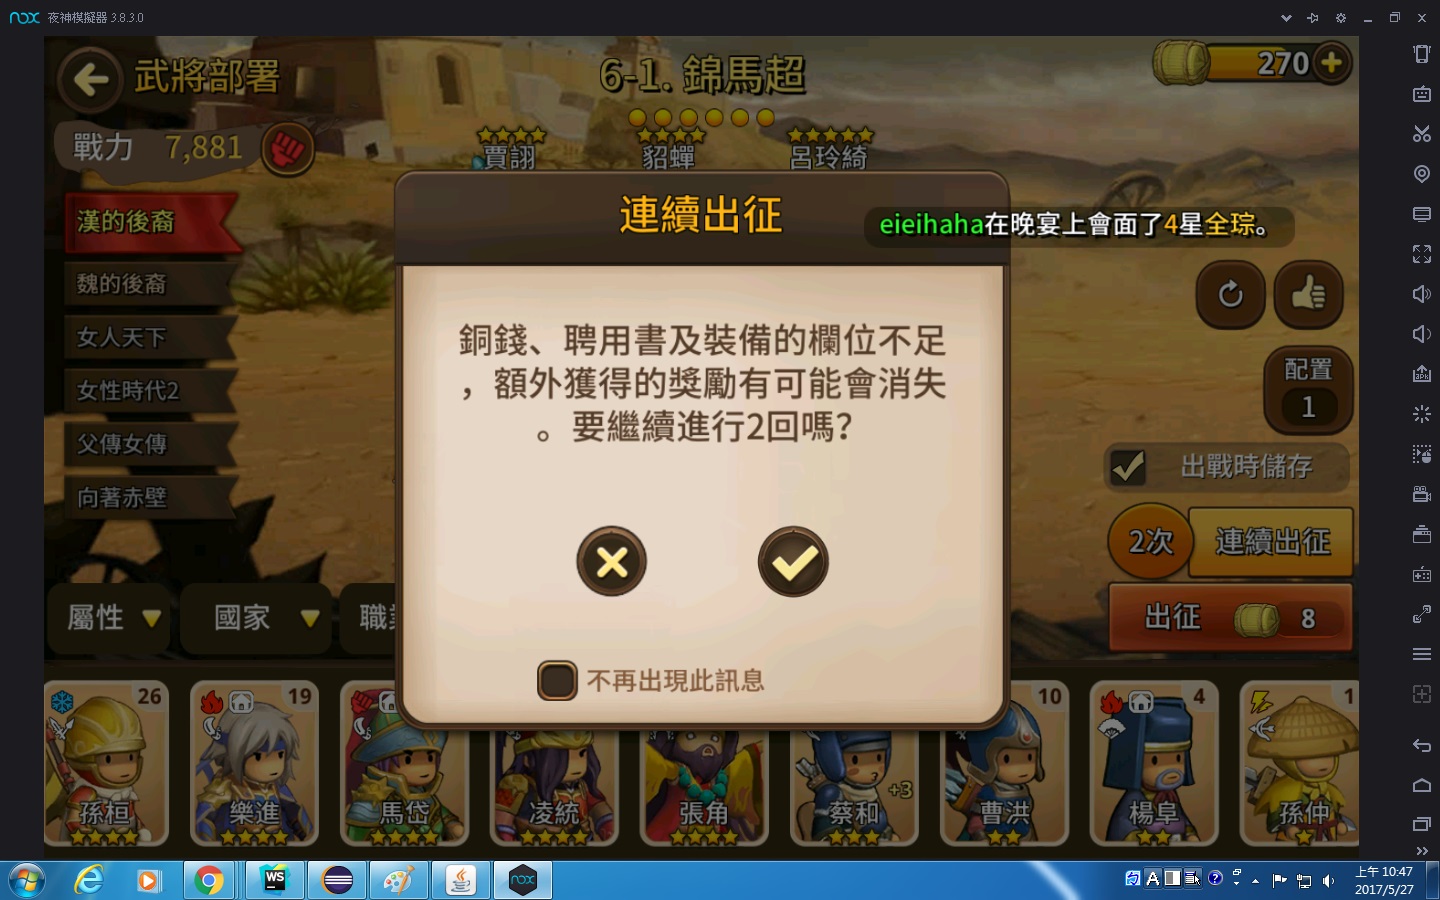 nox 夜神模擬器 3.8.3.0
武將部署
6-1. 錦馬超
270
戰力 7,881
賈詡
貂蟬
呂玲綺
漢的後裔
魏的後裔
女人天下
女性時代2
父傳女傳
向著赤壁
連續出征
eieihaha在晚宴上會面了4星全琮。
銅錢、聘用書及裝備的欄位不足
，額外獲得的獎勵有可能會消失
。要繼續進行2回嗎?
不再出現此訊息
配置
1
出戰時儲存
2次
連續出征
出征 8
屬性
國家
職業
26
19
10
4
1
孫桓
樂進
馬岱
凌統
張角
蔡和
+3
曹洪
楊阜
孫仲
WS
nox
A
上午 10:47
2017/5/27